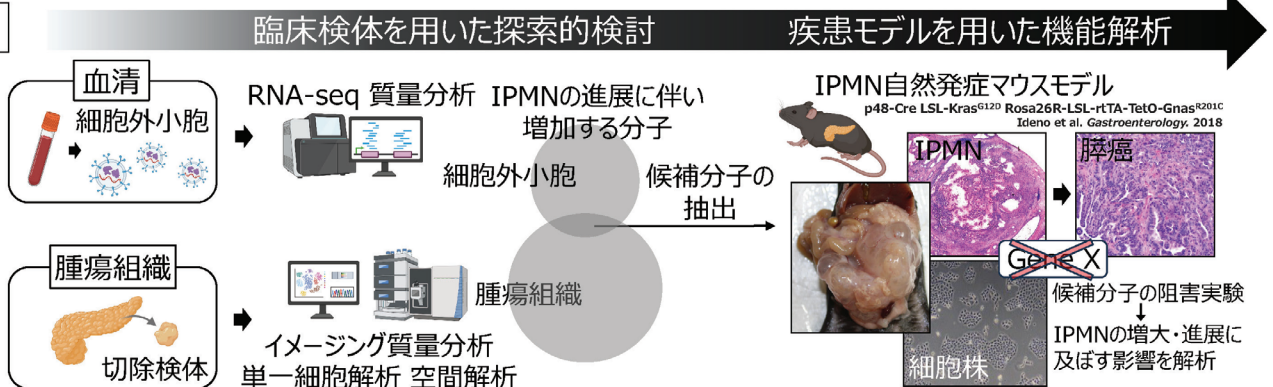 臨床検体を用いた探索的検討
疾患モデルを用いた機能解析
血清
細胞外小胞
RNA-seq 質量分析
IPMNの進展に伴い
増加する分子
細胞外小胞
候補分子の
抽出
腫瘍組織
腫瘍組織
切除検体
イメージング質量分析
単一細胞解析 空間解析
IPMN自然発症マウスモデル
p48-Cre LSL-Kras^G12D Rosa26R-LSL-rtTA-TetO-Gnas^R201C
Ideno et al. Gastroenterology. 2018
IPMN
膵癌
Gene X
細胞株
候補分子の阻害実験
IPMNの増大・進展に
及ぼす影響を解析